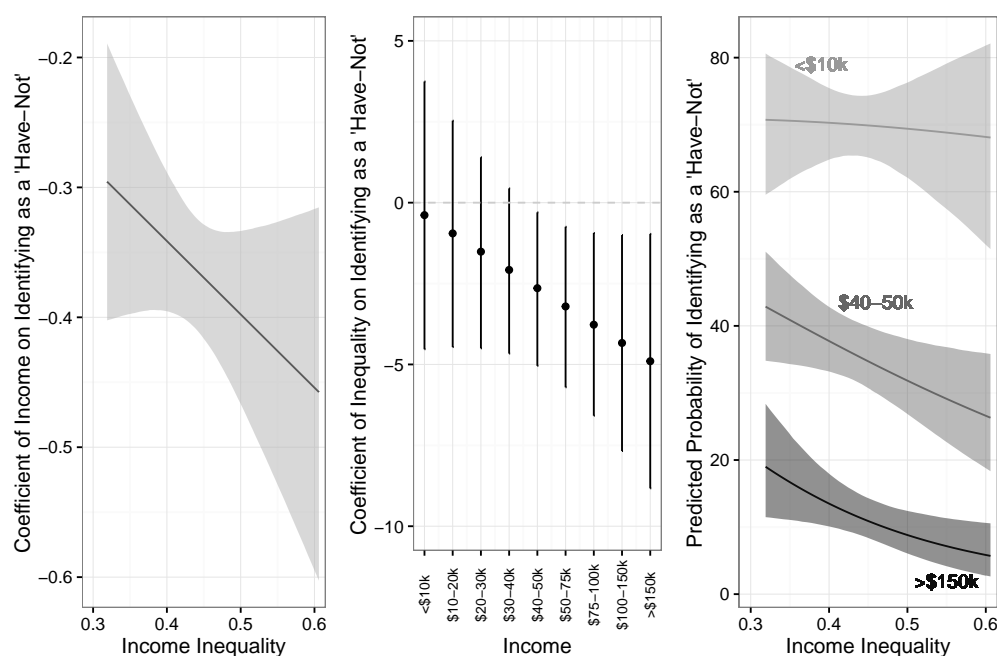 Coefficient of Income on Identifying as a 'Have−Not'
−0.2
−0.3
−0.4
−0.5
−0.6
0.3
0.4
0.5
0.6
Income Inequality
Coefficient of Inequality on Identifying as a 'Have−Not'
5
0
−5
−10
<$10k
$10−20k
$20−30k
$30−40k
$40−50k
$50−75k
$75−100k
$100−150k
>$150k
Income
Predicted Probability of Identifying as a 'Have−Not'
80
60
40
20
0
<$10k
$40−50k
>$150k
0.3
0.4
0.5
0.6
Income Inequality